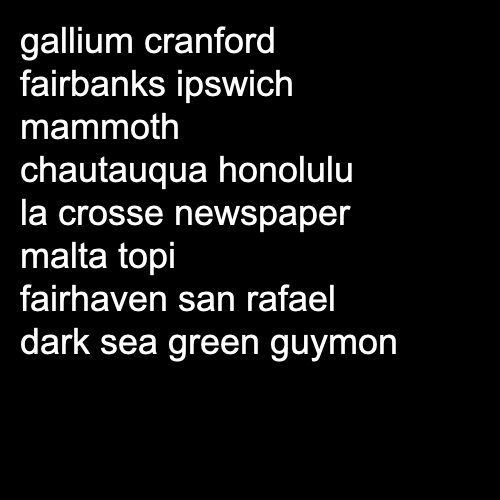 gallium cranford
fairbanks ipswich
mammoth
chautauqua honolulu
la crosse newspaper
malta topi
fairhaven san rafael
dark sea green guymon